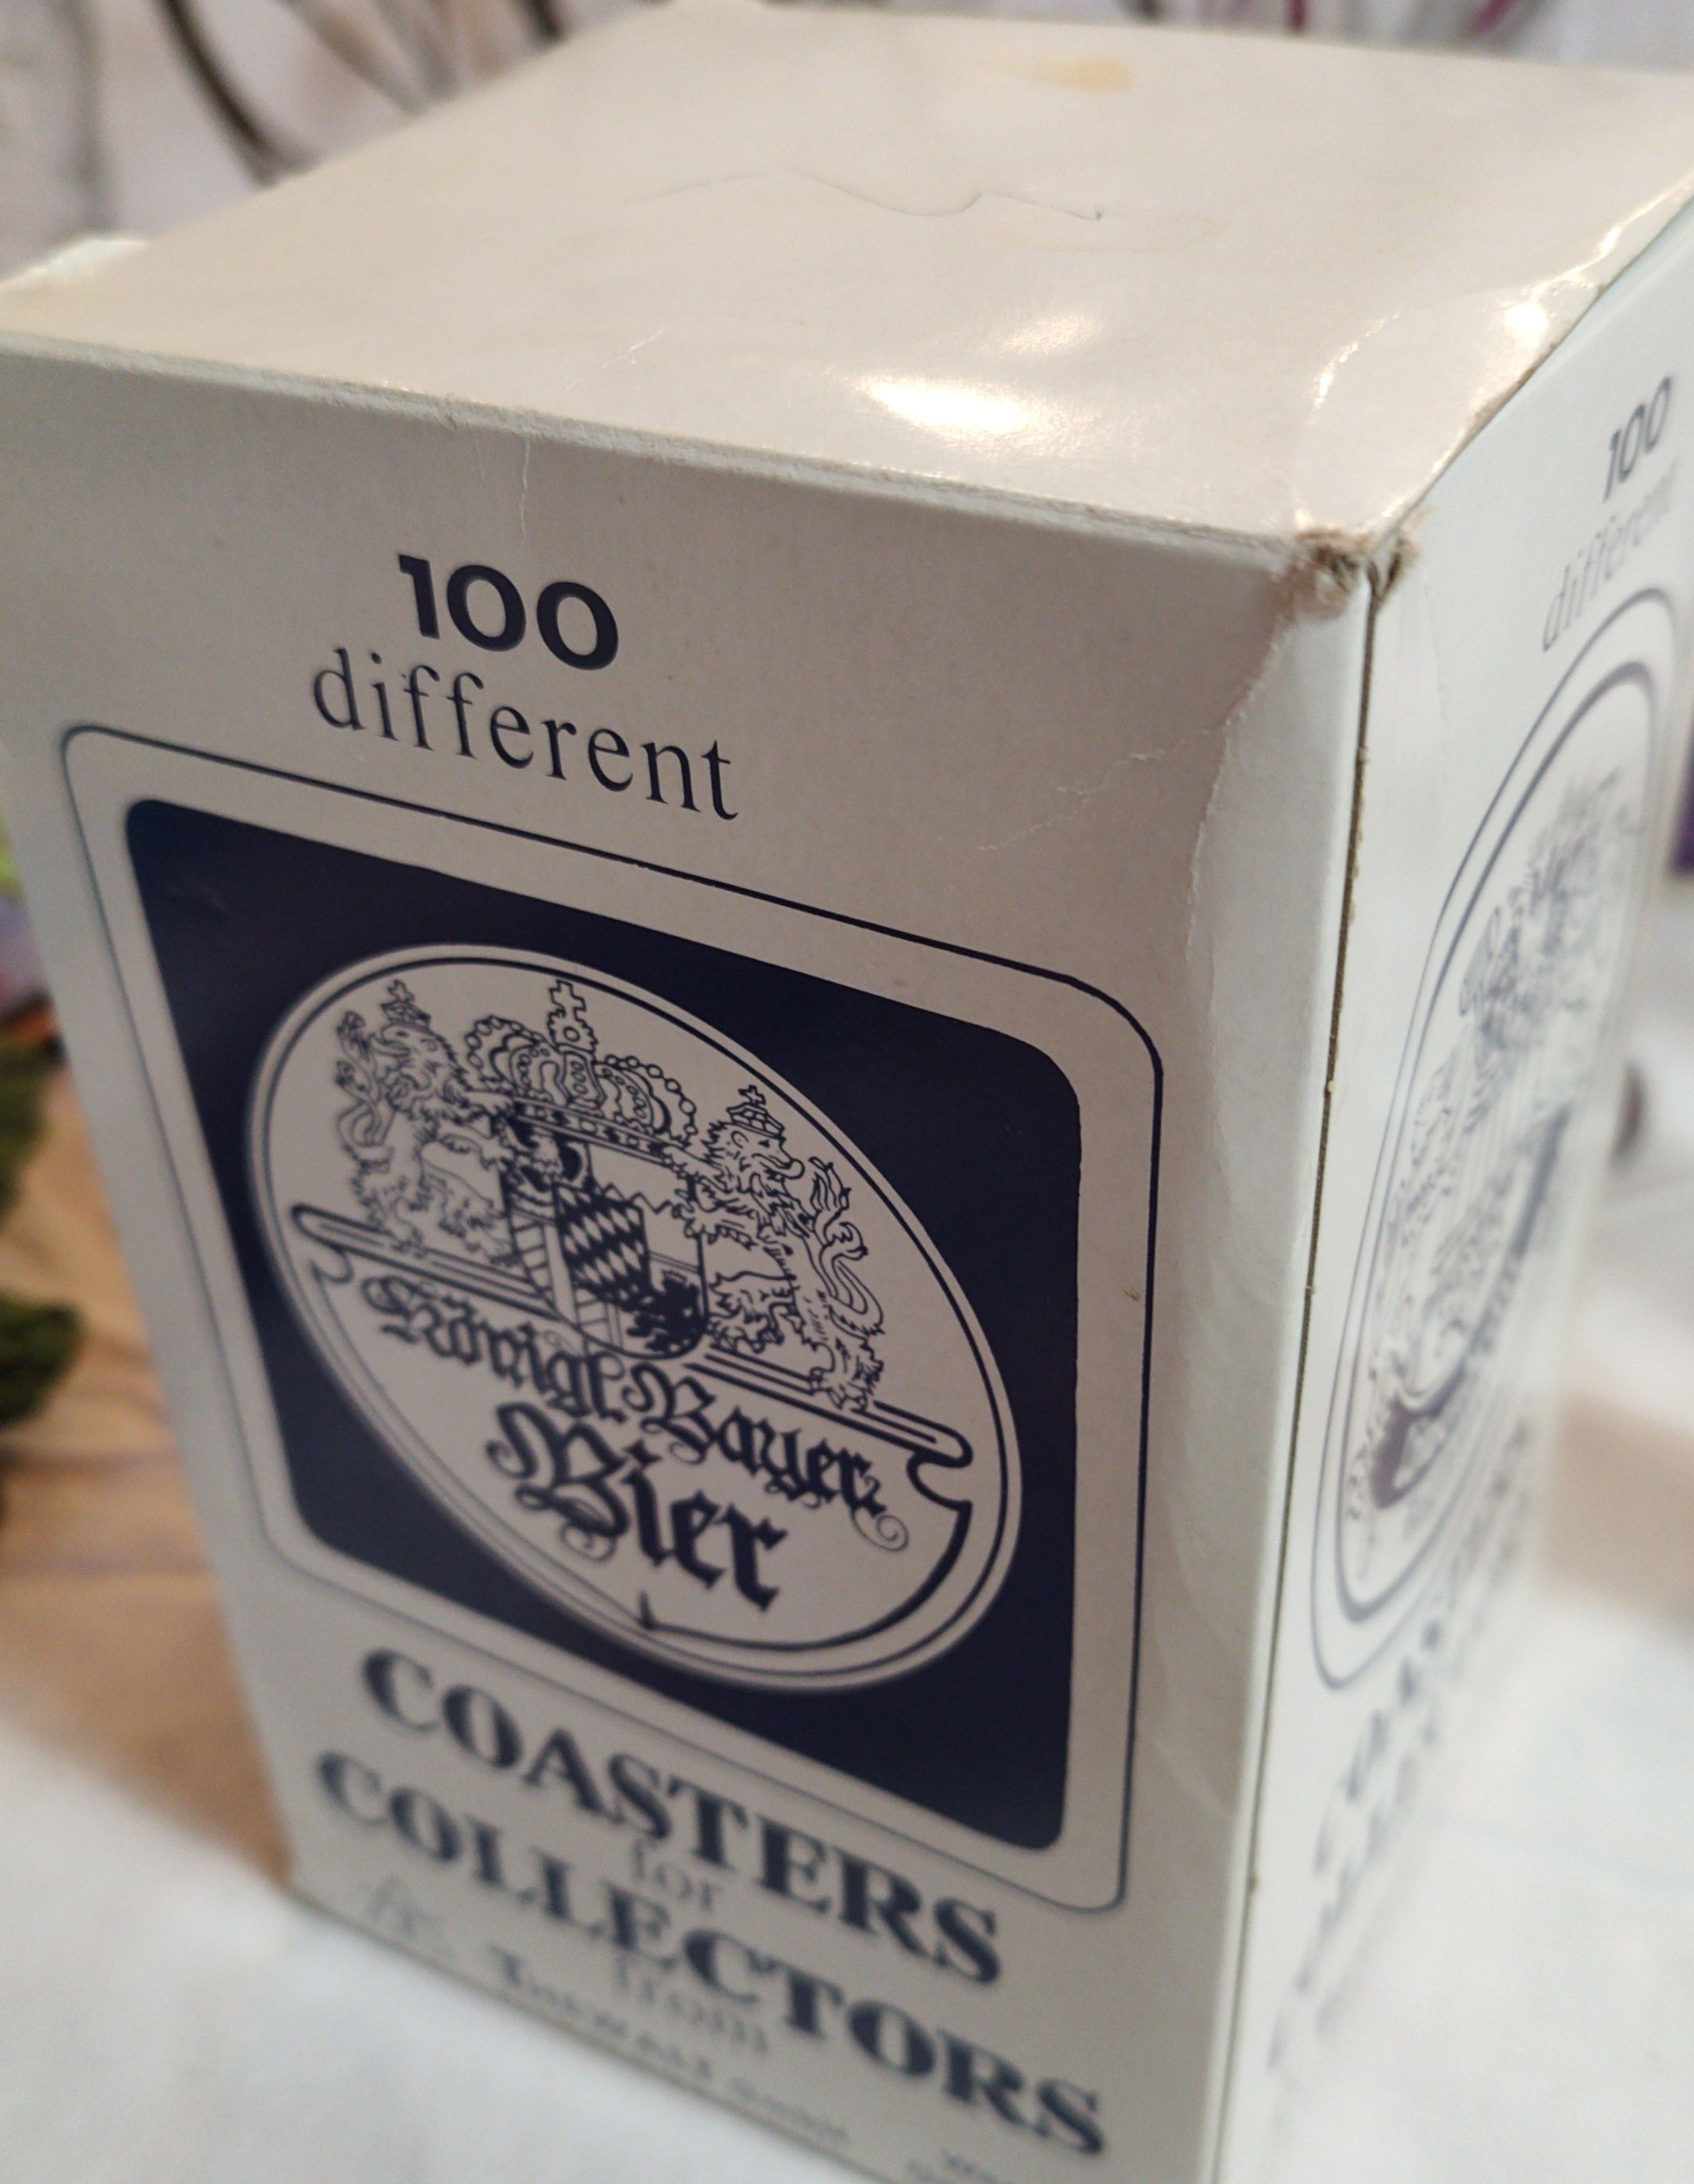 100
different
Königl. Bayer.
Bier
COASTERS
for
COLLECTORS
from
100
different